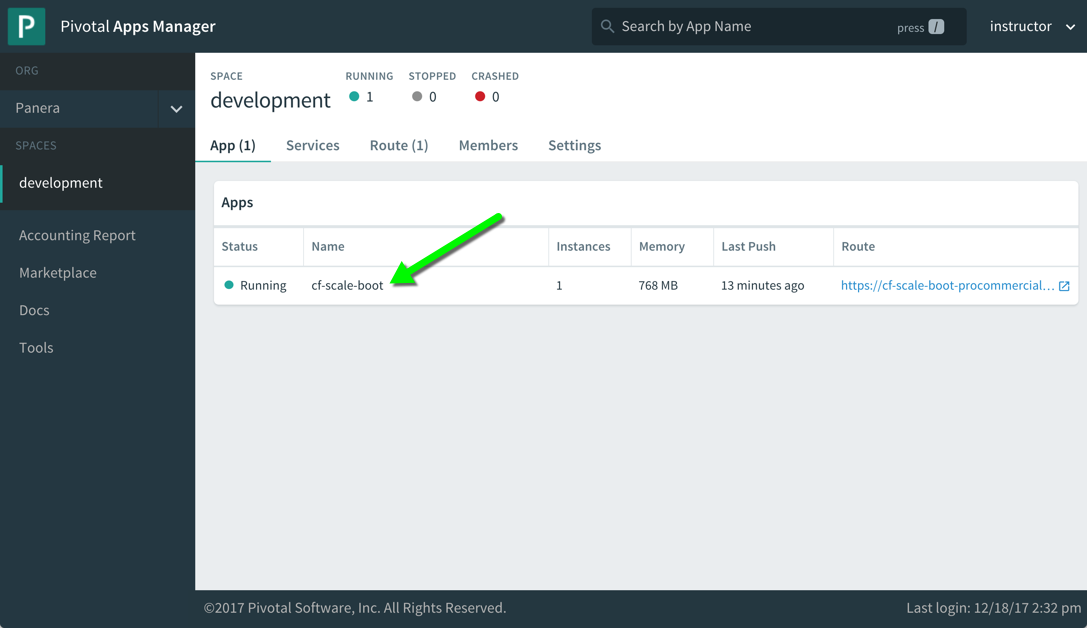 P Pivotal Apps Manager
Search by App Name press / instructor
ORG
Panera
SPACES
development
Accounting Report
Marketplace
Docs
Tools
SPACE
development
RUNNING STOPPED CRASHED
1 0 0
App (1) Services Route (1) Members Settings
Apps
Status Name Instances Memory Last Push Route
Running cf-scale-boot 1 768 MB 13 minutes ago https://cf-scale-boot-procommercial...
©2017 Pivotal Software, Inc. All Rights Reserved. Last login: 12/18/17 2:32 pm